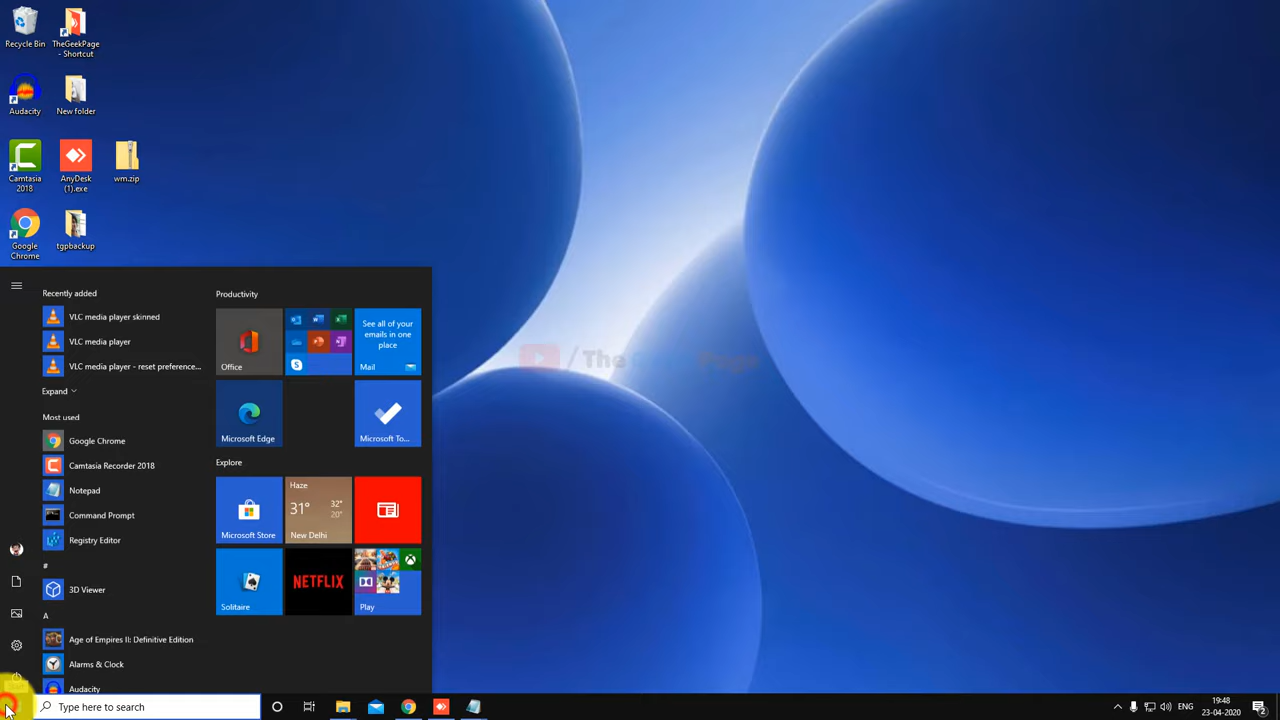 Recycle Bin
TheGeekPage
- Shortcut
Audacity
New folder
Camtasia
2018
AnyDesk
(1).exe
wm.zip
Google
Chrome
tgpbackup
Recently added
VLC media player skinned
VLC media player
VLC media player - reset preference...
Expand
Most used
Google Chrome
Camtasia Recorder 2018
Notepad
Command Prompt
Registry Editor
#
3D Viewer
A
Age of Empires II: Definitive Edition
Alarms & Clock
Audacity
Productivity
Office
See all of your
emails in one
place
Mail
Microsoft Edge
Microsoft To...
Explore
Microsoft Store
Haze
31°
32°
20°
New Delhi
Solitaire
NETFLIX
Play
/The
Type here to search
ENG
19:48
23-04-2020
2